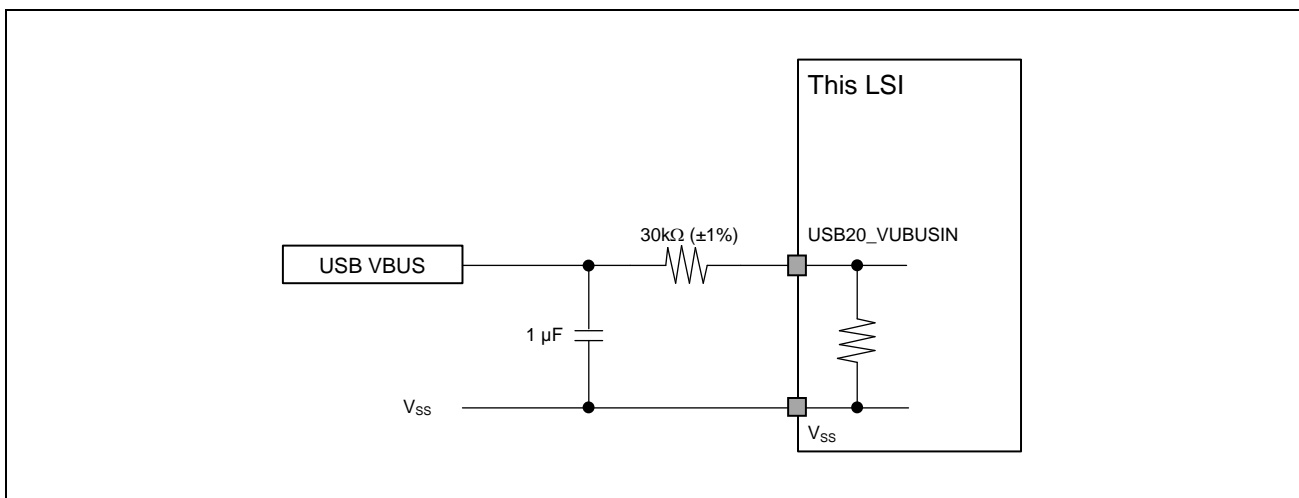 This LSI
30kΩ (±1%)
USB20_VUBUSIN
USB VBUS
1 µF
VSS
VSS